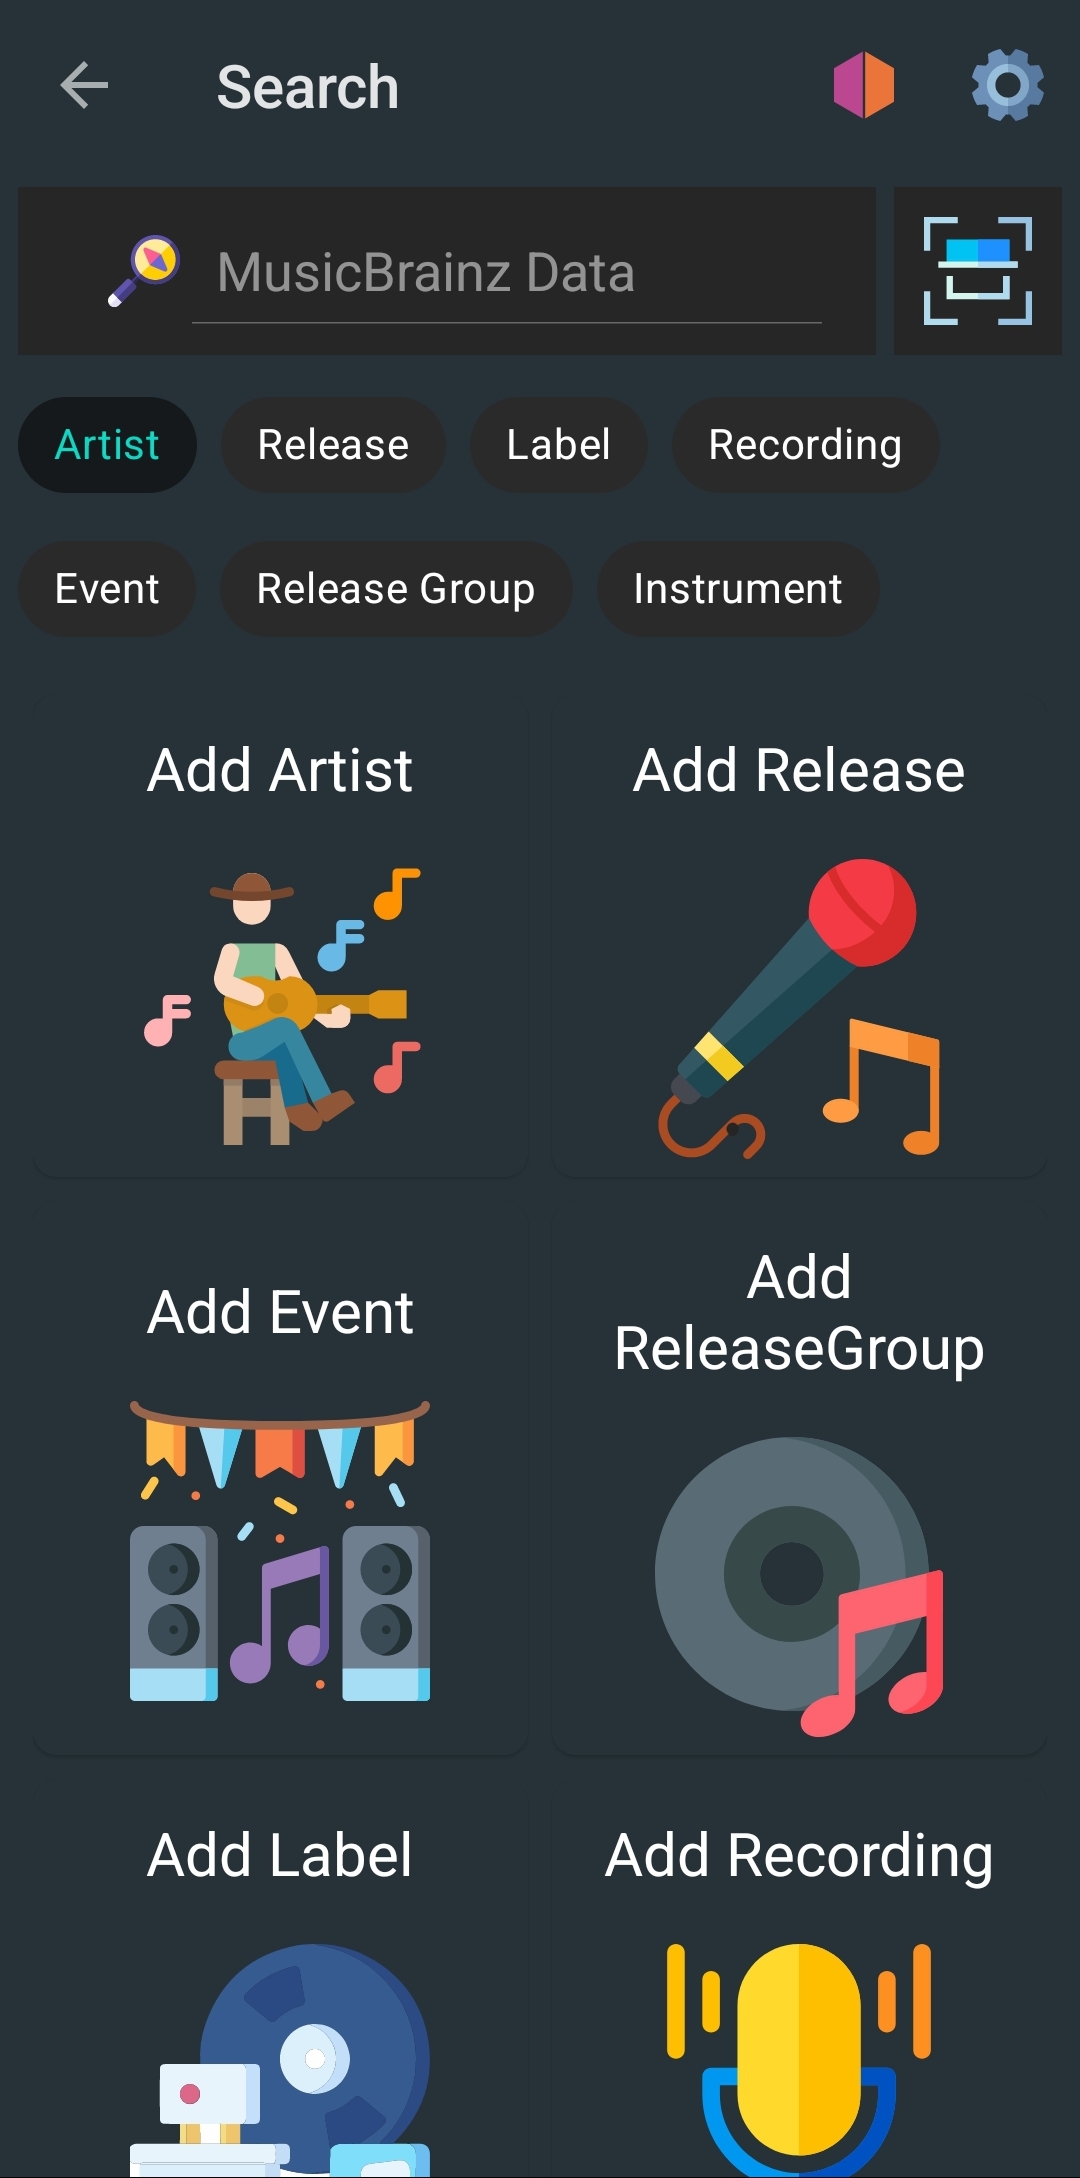 Search
MusicBrainz Data
Artist
Release
Label
Recording
Event
Release Group
Instrument
Add Artist
Add Release
Add Event
Add
ReleaseGroup
Add Label
Add Recording